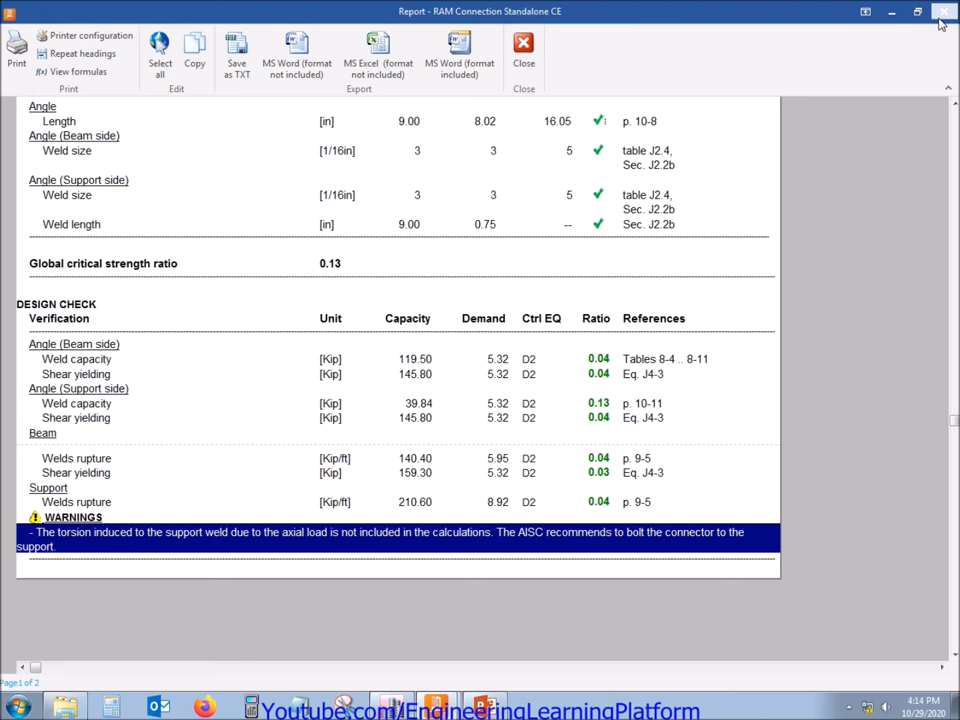 Report - RAM Connection Standalone CE
Print
Printer configuration
Repeat headings
f(x) View formulas
Print
Select all
Copy
Edit
Save as TXT
MS Word (format not included)
MS Excel (format not included)
MS Word (format included)
Export
Close
Close
Angle
Length [in] 9.00 8.02 16.05 p. 10-8
Angle (Beam side)
Weld size [1/16in] 3 3 5 table J2.4,
Sec. J2.2b
Angle (Support side)
Weld size [1/16in] 3 3 5 table J2.4,
Sec. J2.2b
Weld length [in] 9.00 0.75 -- Sec. J2.2b
Global critical strength ratio 0.13
DESIGN CHECK
Verification Unit Capacity Demand Ctrl EQ Ratio References
Angle (Beam side)
Weld capacity [Kip] 119.50 5.32 D2 0.04 Tables 8-4 .. 8-11
Shear yielding [Kip] 145.80 5.32 D2 0.04 Eq. J4-3
Angle (Support side)
Weld capacity [Kip] 39.84 5.32 D2 0.13 p. 10-11
Shear yielding [Kip] 145.80 5.32 D2 0.04 Eq. J4-3
Beam
Welds rupture [Kip/ft] 140.40 5.95 D2 0.04 p. 9-5
Shear yielding [Kip] 159.30 5.32 D2 0.03 Eq. J4-3
Support
Welds rupture [Kip/ft] 210.60 8.92 D2 0.04 p. 9-5
WARNINGS
- The torsion induced to the support weld due to the axial load is not included in the calculations. The AISC recommends to bolt the connector to the
support.
Page1 of 2
Youtube.com/EngineeringLearningPlatform
4:14 PM
10/29/2020